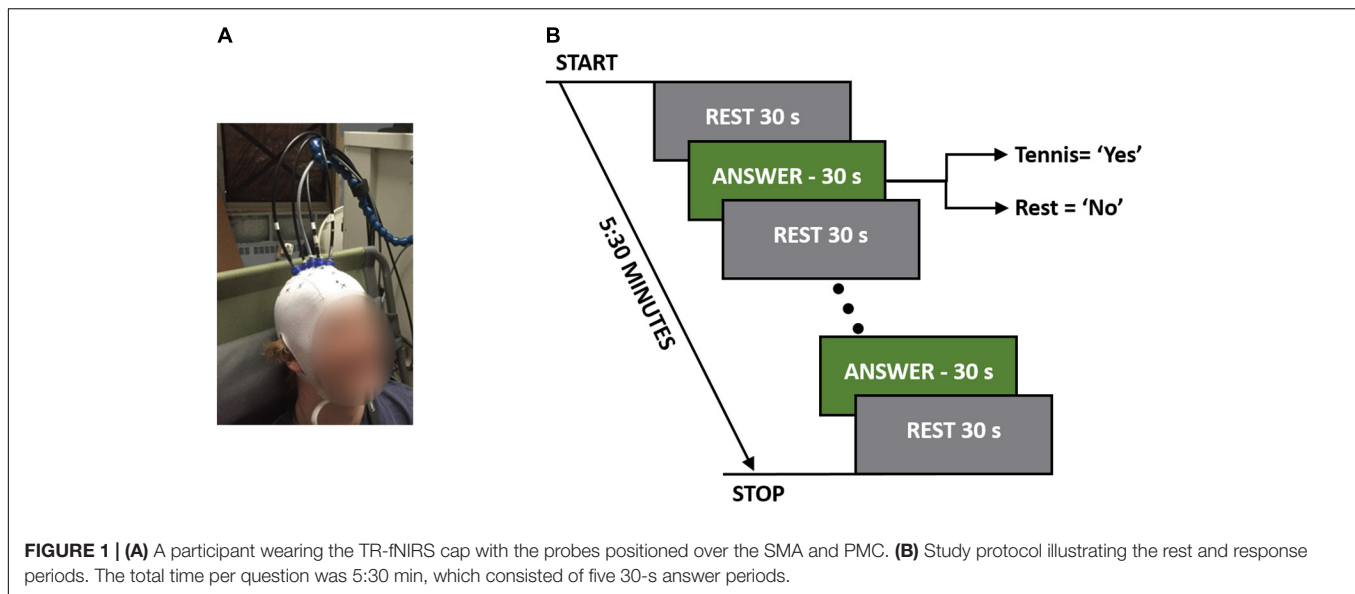 A
B
START
REST 30 s
ANSWER - 30 s
Tennis= ‘Yes’
Rest = ‘No’
REST 30 s
5:30 MINUTES
ANSWER - 30 s
REST 30 s
STOP
FIGURE 1 | (A) A participant wearing the TR-fNIRS cap with the probes positioned over the SMA and PMC. (B) Study protocol illustrating the rest and response
periods. The total time per question was 5:30 min, which consisted of five 30-s answer periods.